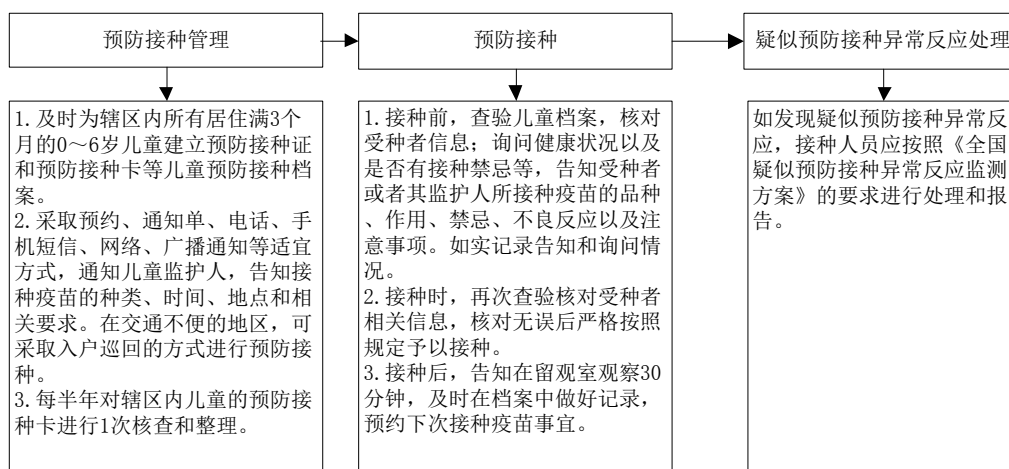 预防接种管理
预防接种
疑似预防接种异常反应处理
1.及时为辖区内所有居住满3个
月的0～6岁儿童建立预防接种证
和预防接种卡等儿童预防接种档
案。
2.采取预约、通知单、电话、手
机短信、网络、广播通知等适宜
方式，通知儿童监护人，告知接
种疫苗的种类、时间、地点和相
关要求。在交通不便的地区，可
采取入户巡回的方式进行预防接
种。
3.每半年对辖区内儿童的预防接
种卡进行1次核查和整理。
1.接种前，查验儿童档案，核对
受种者信息；询问健康状况以及
是否有接种禁忌等，告知受种者
或者其监护人所接种疫苗的品种
、作用、禁忌、不良反应以及注
意事项。如实记录告知和询问情
况。
2.接种时，再次查验核对受种者
相关信息，核对无误后严格按照
规定予以接种。
3.接种后，告知在留观室观察30
分钟，及时在档案中做好记录，
预约下次接种疫苗事宜。
如发现疑似预防接种异常反
应，接种人员应按照《全国
疑似预防接种异常反应监测
方案》的要求进行处理和报
告。